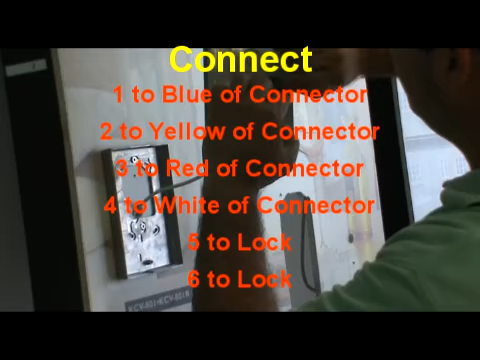 Connect
1 to Blue of Connector
2 to Yellow of Connector
3 to Red of Connector
4 to White of Connector
5 to Lock
6 to Lock